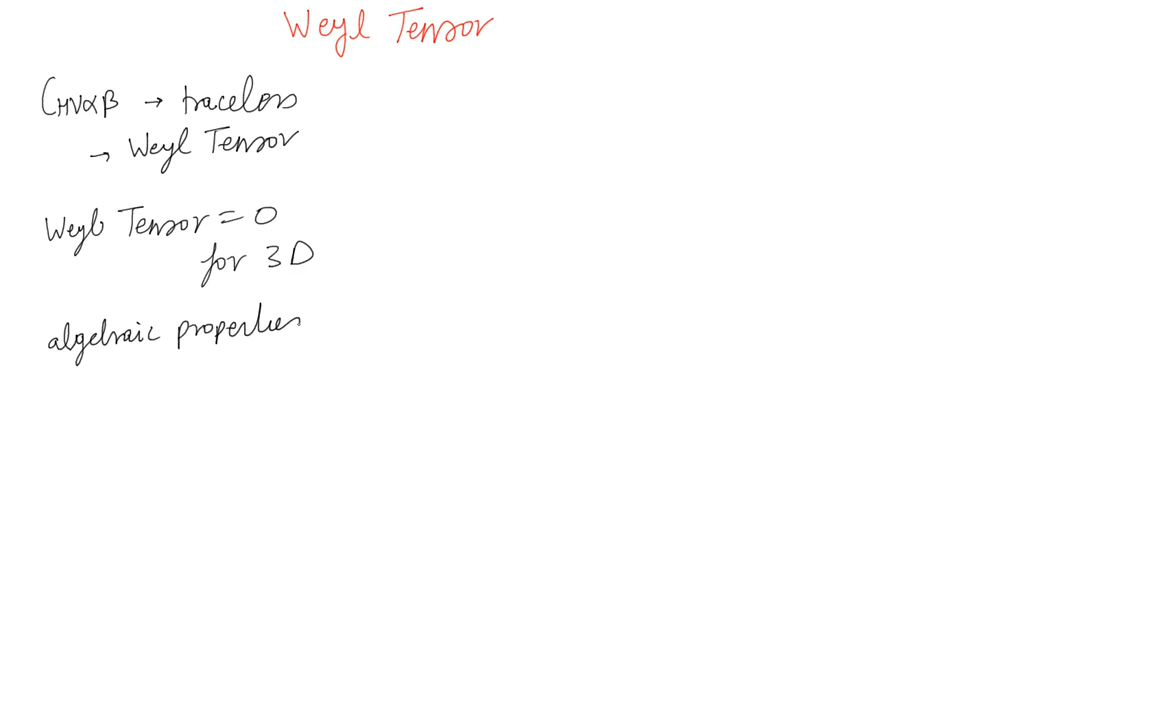 Weyl Tensor
Cμναβ → traceless
→ Weyl Tensor
Weyl Tensor = 0
for 3D
algebraic properties